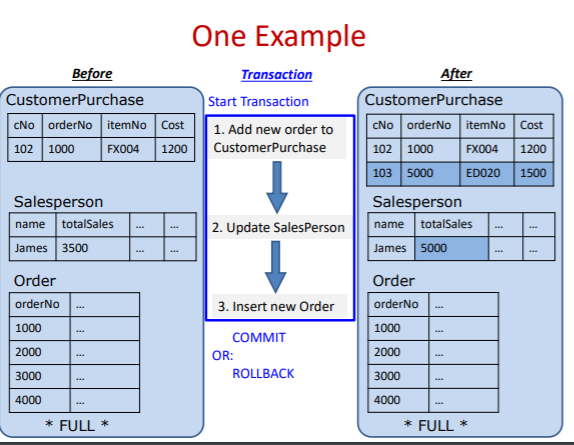 One Example
Before
CustomerPurchase
cNo orderNo itemNo Cost
102 1000 FX004 1200
Salesperson
name totalSales ... ...
James 3500 ... ...
Order
orderNo ...
1000 ...
2000 ...
3000 ...
4000 ...
* FULL *
Transaction
Start Transaction
1. Add new order to
CustomerPurchase
2. Update SalesPerson
3. Insert new Order
COMMIT
OR:
ROLLBACK
After
CustomerPurchase
cNo orderNo itemNo Cost
102 1000 FX004 1200
103 5000 ED020 1500
Salesperson
name totalSales ... ...
James 5000 ... ...
Order
orderNo ...
1000 ...
2000 ...
3000 ...
4000 ...
* FULL *